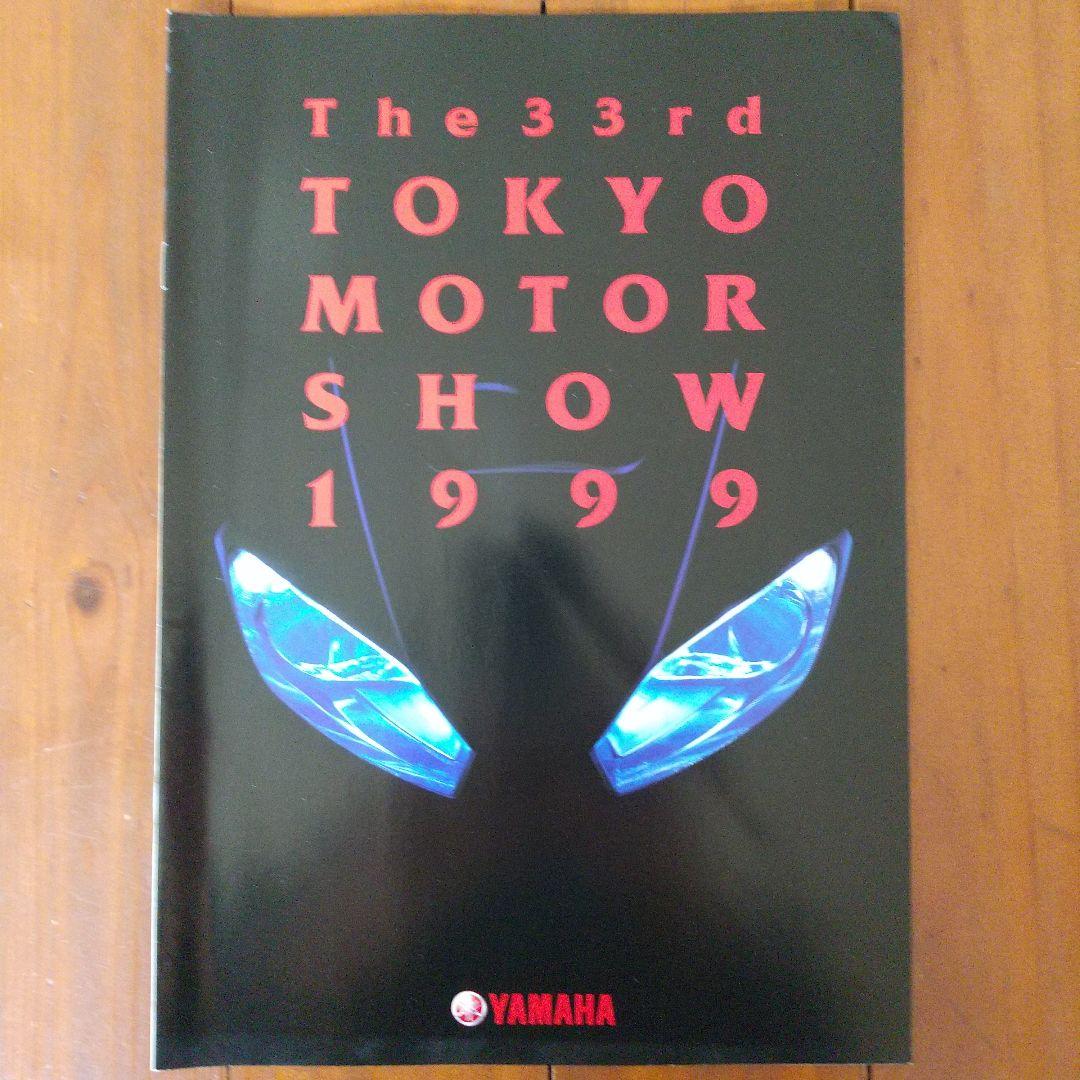 The 33rd
TOKYO
MOTOR
SHOW
1999
YAMAHA